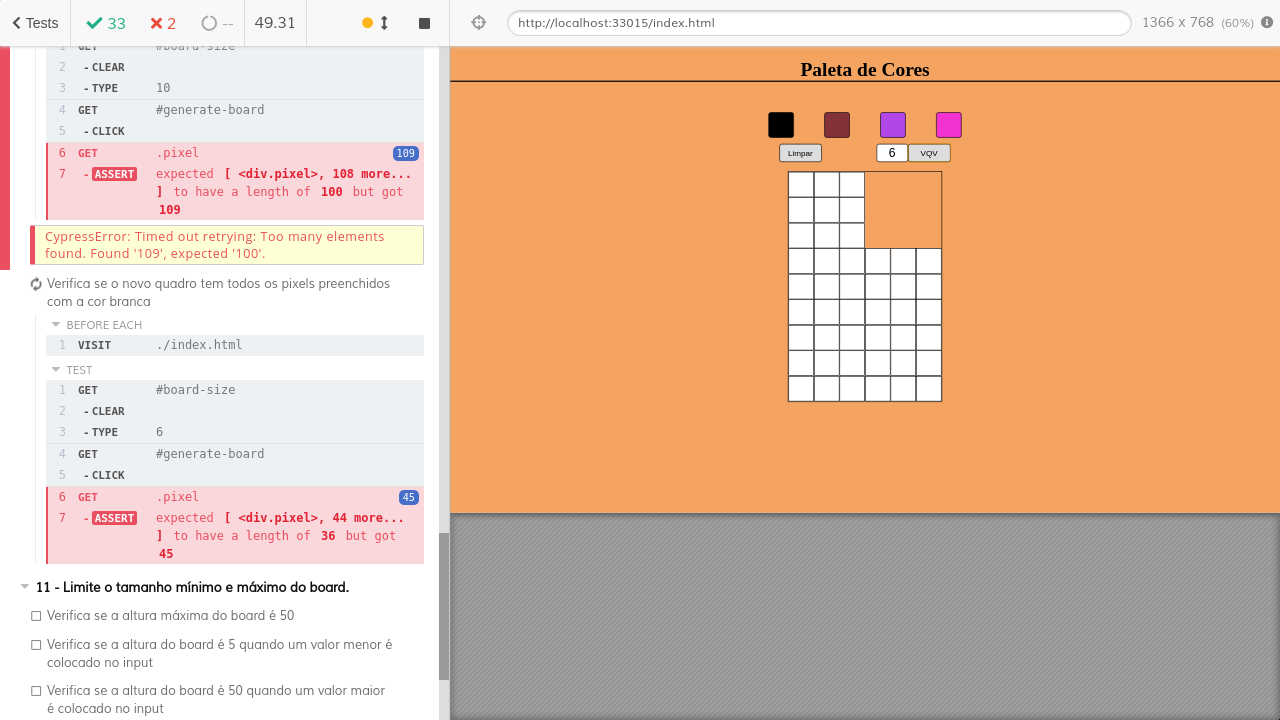 Tests 33 2 -- 49.31
http://localhost:33015/index.html 1366 x 768 (60%)
1 GET #board-size
2 - CLEAR
3 - TYPE 10
4 GET #generate-board
5 - CLICK
6 GET .pixel 109
7 - ASSERT expected [ <div.pixel>, 108 more...
] to have a length of 100 but got
109
CypressError: Timed out retrying: Too many elements
found. Found '109', expected '100'.
Verifica se o novo quadro tem todos os pixels preenchidos
com a cor branca
BEFORE EACH
1 VISIT ./index.html
TEST
1 GET #board-size
2 - CLEAR
3 - TYPE 6
4 GET #generate-board
5 - CLICK
6 GET .pixel 45
7 - ASSERT expected [ <div.pixel>, 44 more...
] to have a length of 36 but got
45
11 - Limite o tamanho mínimo e máximo do board.
Verifica se a altura máxima do board é 50
Verifica se a altura do board é 5 quando um valor menor é
colocado no input
Verifica se a altura do board é 50 quando um valor maior
é colocado no input
Paleta de Cores
Limpar 6 VQV